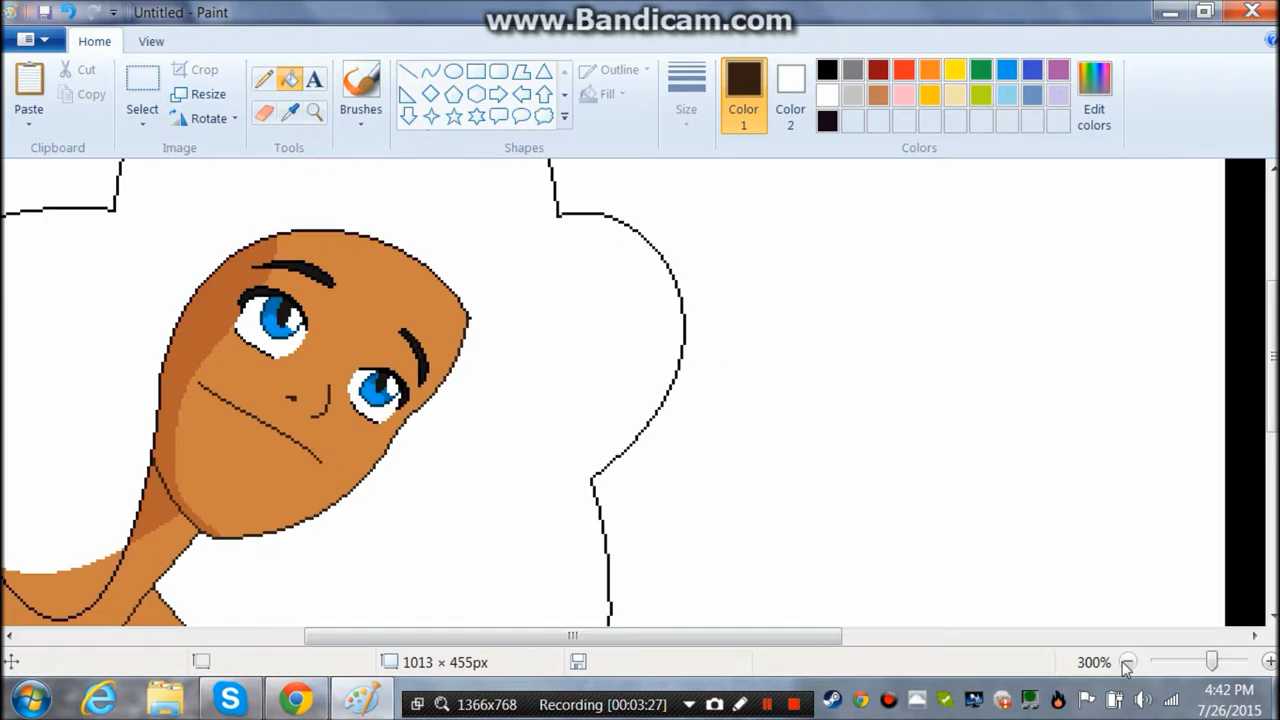 Untitled - Paint
www.Bandicam.com
Home
View
Paste
Cut
Copy
Clipboard
Select
Crop
Resize
Rotate
Image
A
Tools
Brushes
Outline
Fill
Shapes
Size
Color 1
Color 2
Edit colors
Colors
1013 × 455px
300%
1366x768
Recording [00:03:27]
4:42 PM
7/26/2015